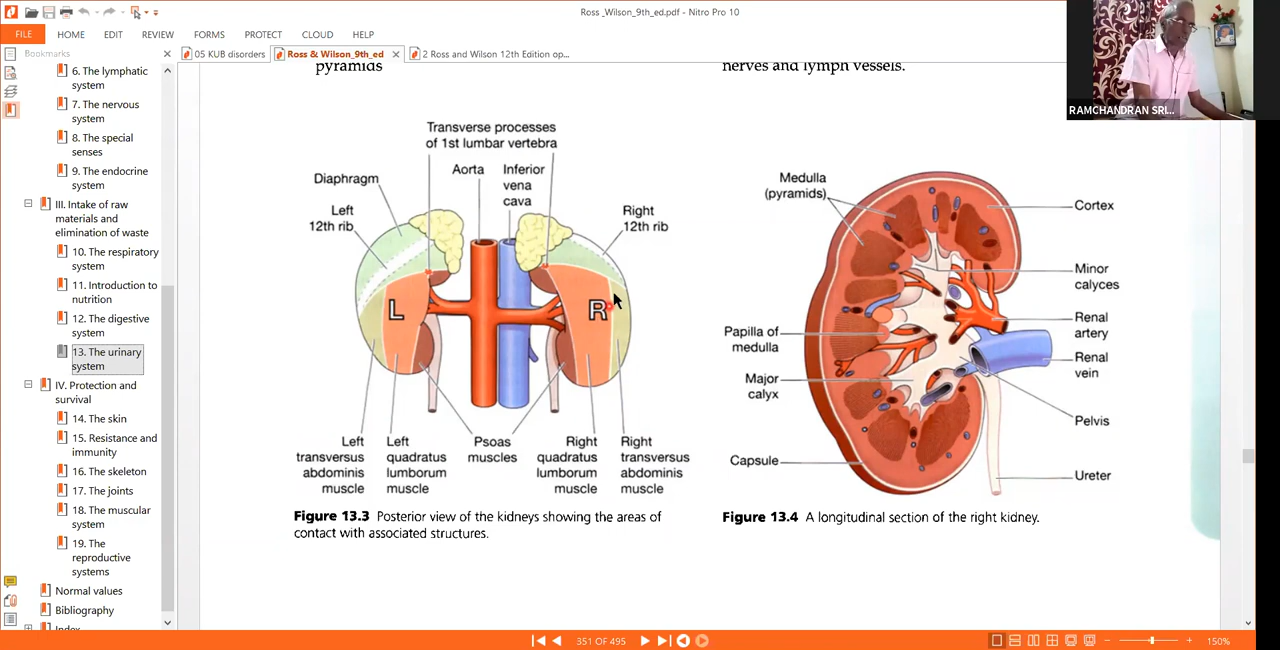 Ross _Wilson_9th_ed.pdf - Nitro Pro 10
FILE
HOME
EDIT
REVIEW
FORMS
PROTECT
CLOUD
HELP
Bookmarks
05 KUB disorders
Ross & Wilson_9th_ed
2 Ross and Wilson 12th Edition op...
6. The lymphatic
system
7. The nervous
system
8. The special
senses
9. The endocrine
system
III. Intake of raw
materials and
elimination of waste
10. The respiratory
system
11. Introduction to
nutrition
12. The digestive
system
13. The urinary
system
IV. Protection and
survival
14. The skin
15. Resistance and
immunity
16. The skeleton
17. The joints
18. The muscular
system
19. The
reproductive
systems
Normal values
Bibliography
Index
pyramids
nerves and lymph vessels.
Transverse processes
of 1st lumbar vertebra
Aorta
Inferior
vena
cava
Diaphragm
Left
12th rib
Right
12th rib
L
R
Left
transversus
abdominis
muscle
Left
quadratus
lumborum
muscle
Psoas
muscles
Right
quadratus
lumborum
muscle
Right
transversus
abdominis
muscle
Figure 13.3 Posterior view of the kidneys showing the areas of
contact with associated structures.
Medulla
(pyramids)
Cortex
Minor
calyces
Renal
artery
Renal
vein
Papilla of
medulla
Major
calyx
Pelvis
Capsule
Ureter
Figure 13.4 A longitudinal section of the right kidney.
RAMCHANDRAN SRI...
351 OF 495
150%